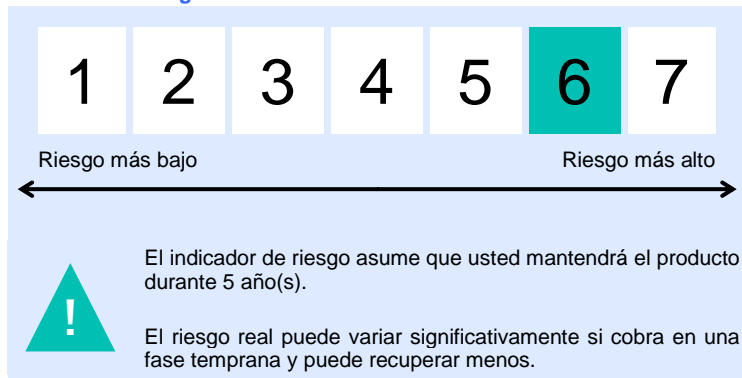 1 2 3 4 5 6 7
Riesgo más bajo Riesgo más alto
El indicador de riesgo asume que usted mantendrá el producto
durante 5 año(s).
!
El riesgo real puede variar significativamente si cobra en una
fase temprana y puede recuperar menos.